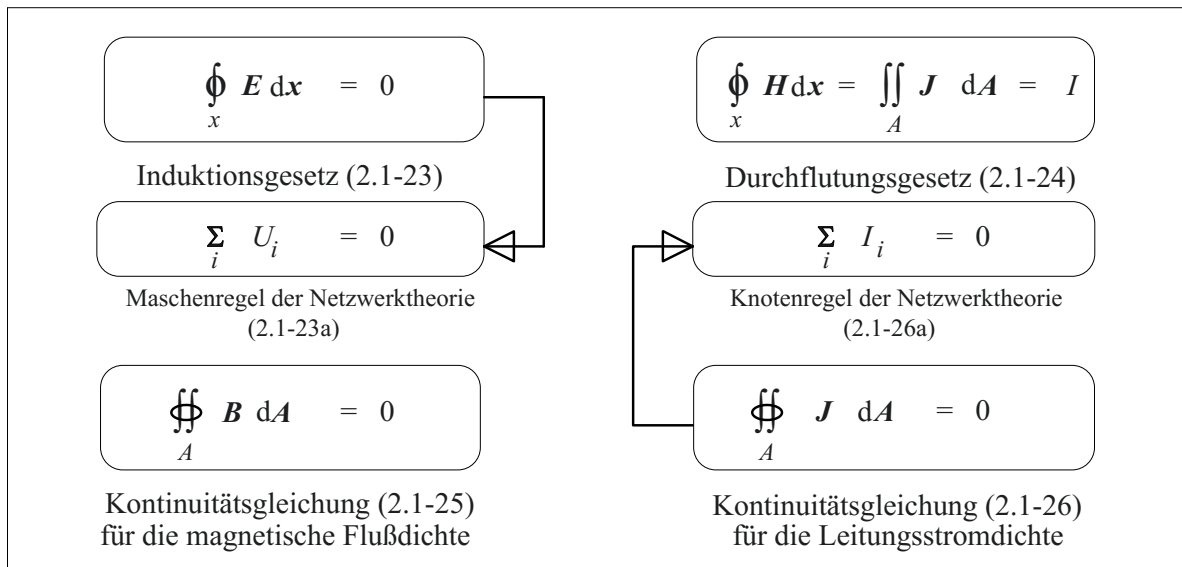 ∮ E dx = 0
x
Induktionsgesetz (2.1-23)
Σ U_i = 0
i
Maschenregel der Netzwerktheorie
(2.1-23a)
∯ B dA = 0
A
Kontinuitätsgleichung (2.1-25)
für die magnetische Flußdichte
∮ H dx = ∬ J dA = I
x A
Durchflutungsgesetz (2.1-24)
Σ I_i = 0
i
Knotenregel der Netzwerktheorie
(2.1-26a)
∯ J dA = 0
A
Kontinuitätsgleichung (2.1-26)
für die Leitungsstromdichte